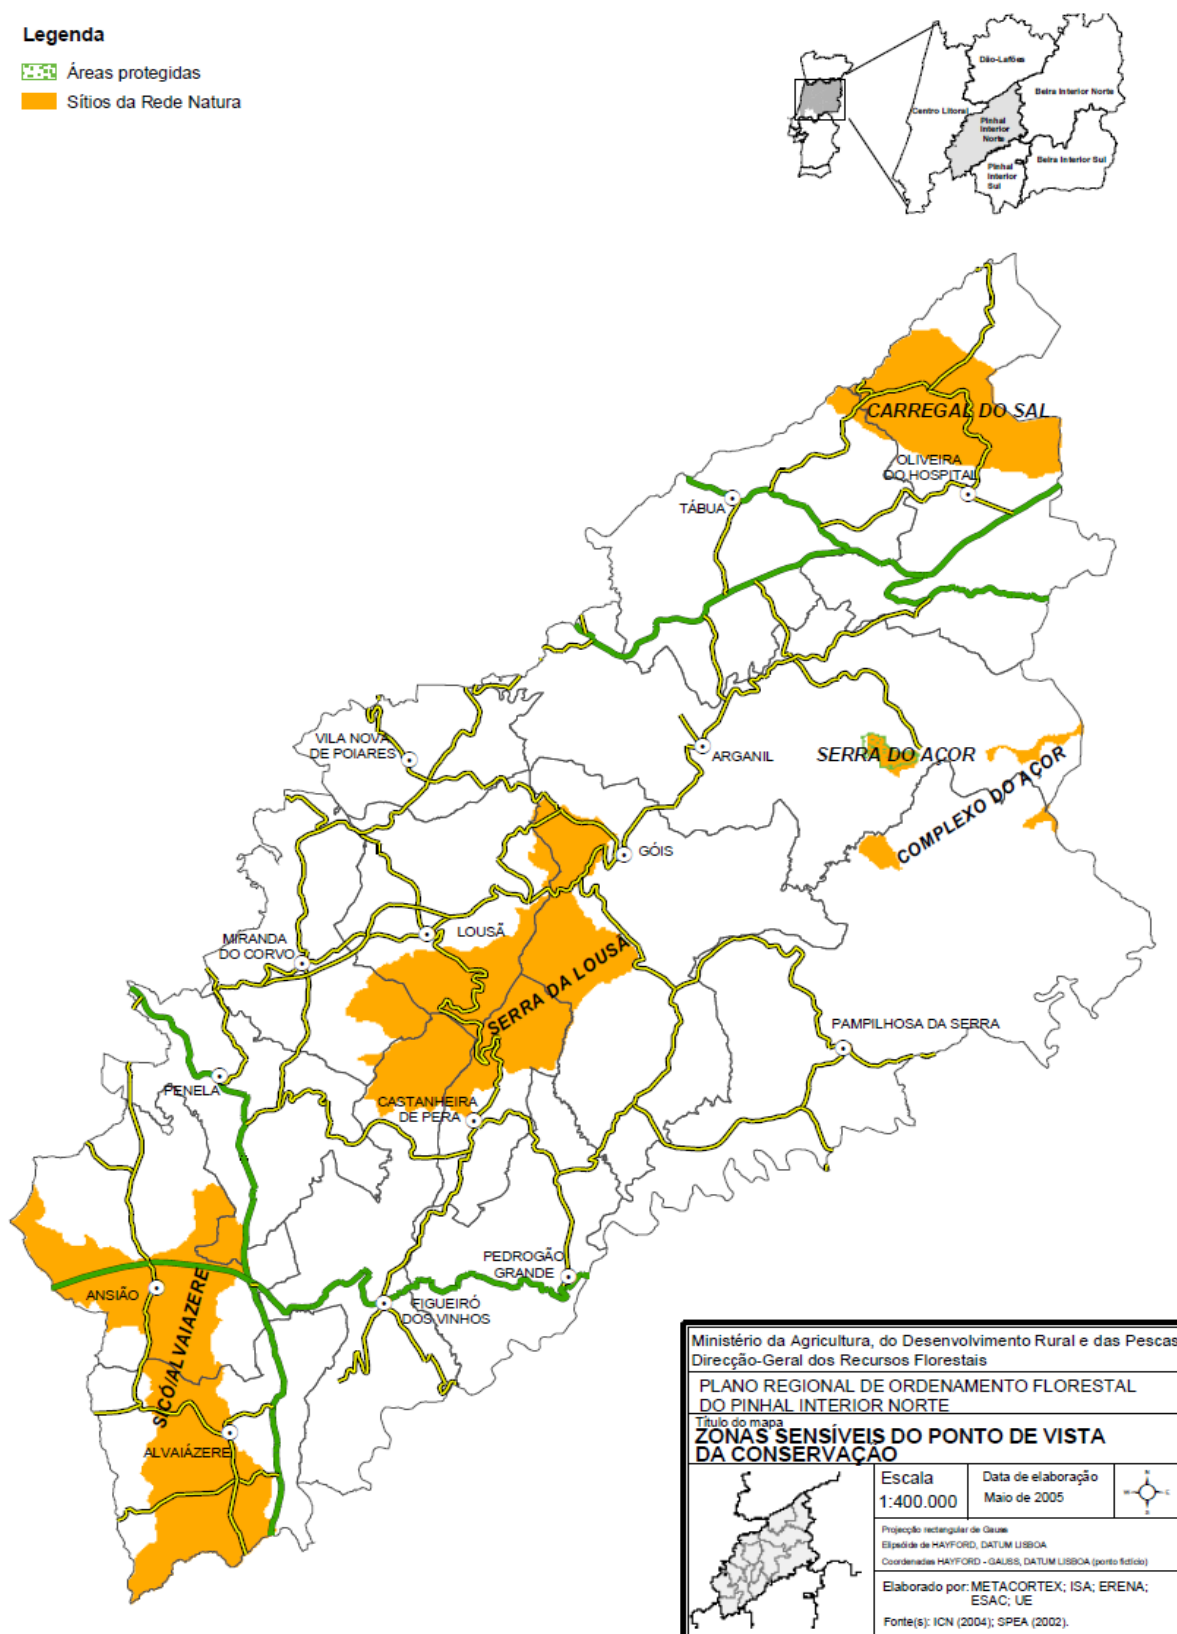 Legenda
Áreas protegidas
Sítios da Rede Natura
Dão-Lafões
Beira Interior Norte
Centro Litoral
Pinhal
Interior
Norte
Beira Interior Sul
Pinhal
Interior
Sul
CARREGAL DO SAL
OLIVEIRA
DO HOSPITAL
TÁBUA
VILA NOVA
DE POIARES
ARGANIL
SERRA DO AÇOR
COMPLEXO DO AÇOR
GÓIS
LOUSÃ
MIRANDA
DO CORVO
SERRA DA LOUSÃ
PAMPILHOSA DA SERRA
PENELA
CASTANHEIRA
DE PERA
PEDROGÃO
GRANDE
ANSIÃO
FIGUEIRÓ
DOS VINHOS
SICÓ/ALVAIAZERE
ALVAIÁZERE
Ministério da Agricultura, do Desenvolvimento Rural e das Pescas
Direcção-Geral dos Recursos Florestais
PLANO REGIONAL DE ORDENAMENTO FLORESTAL
DO PINHAL INTERIOR NORTE
Título do mapa
ZONAS SENSÍVEIS DO PONTO DE VISTA
DA CONSERVAÇÃO
Escala
1:400.000
Data de elaboração
Maio de 2005
Projecção rectangular de Gauss
Elipsóide de HAYFORD, DATUM LISBOA
Coordenadas HAYFORD - GAUSS, DATUM LISBOA (ponto fictício)
Elaborado por: METACORTEX; ISA; ERENA;
ESAC; UE
Fonte(s): ICN (2004); SPEA (2002).